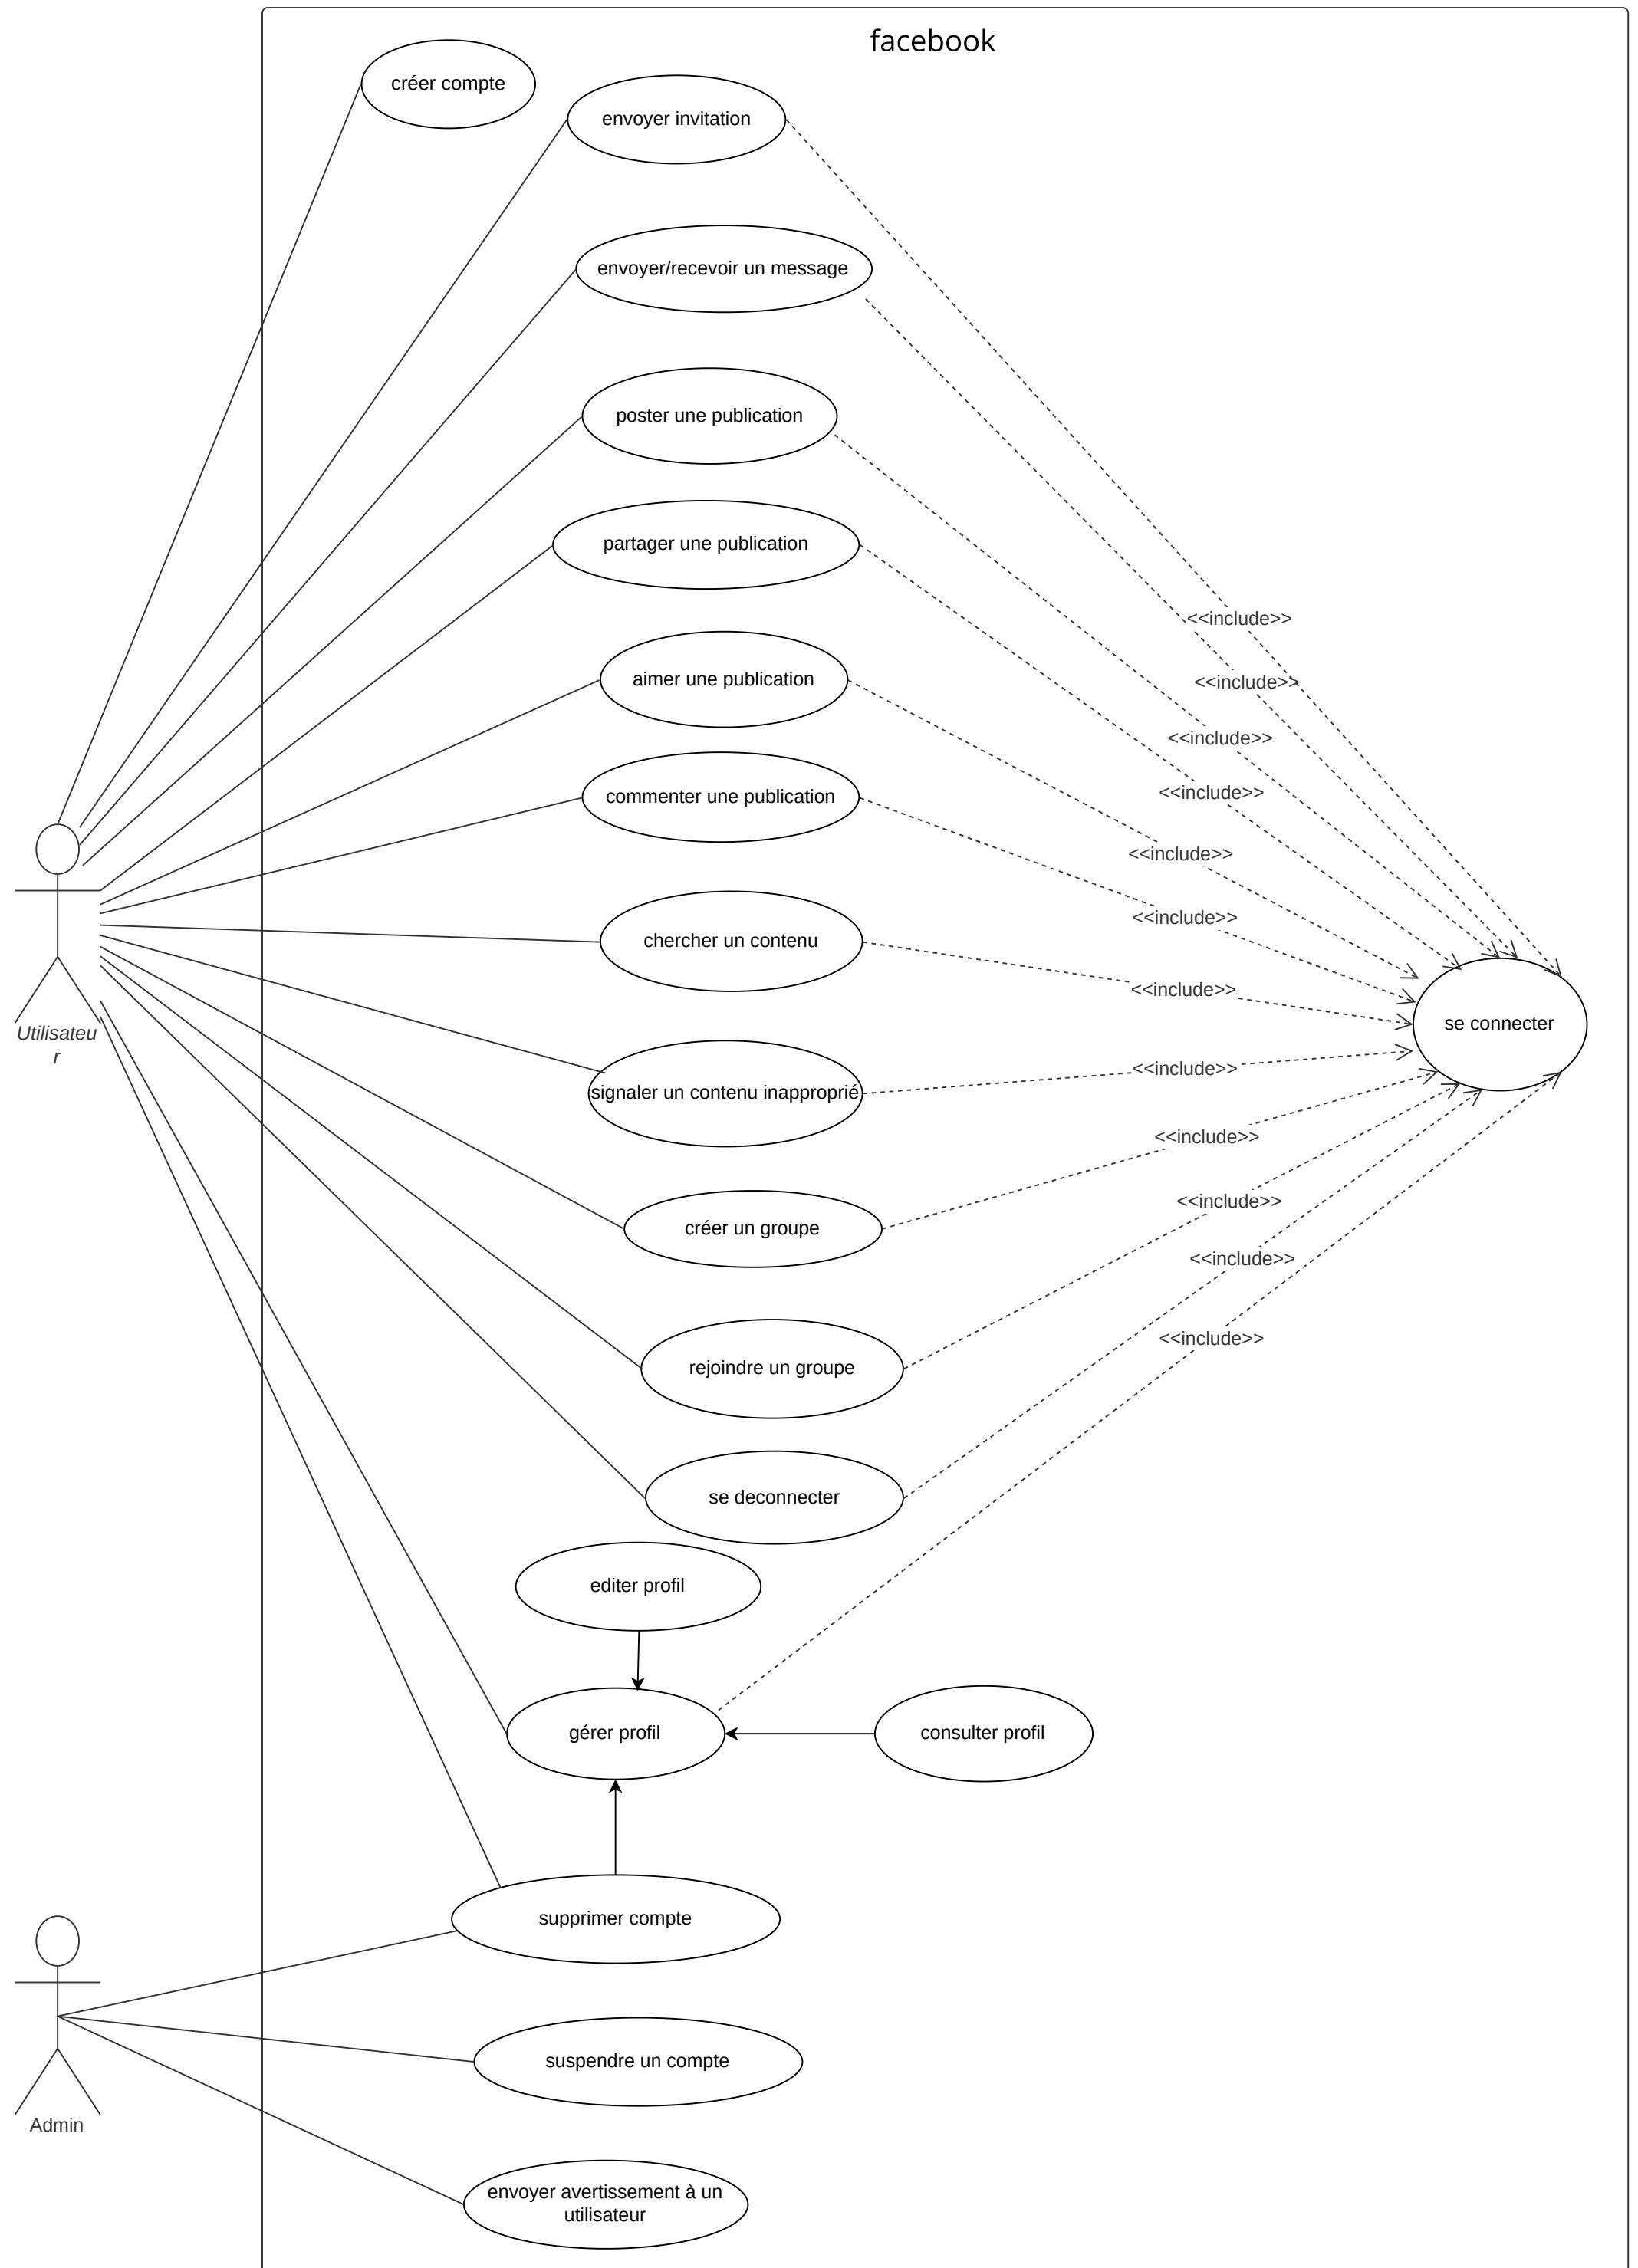 facebook
créer compte
envoyer invitation
envoyer/recevoir un message
poster une publication
partager une publication
<<include>>
aimer une publication
<<include>>
<<include>>
<<include>>
commenter une publication
<<include>>
<<include>>
chercher un contenu
<<include>>
se connecter
Utilisateu
r
<<include>>
signaler un contenu inapproprié
<<include>>
<<include>>
créer un groupe
<<include>>
<<include>>
rejoindre un groupe
se deconnecter
editer profil
gérer profil
consulter profil
supprimer compte
suspendre un compte
Admin
envoyer avertissement à un
utilisateur